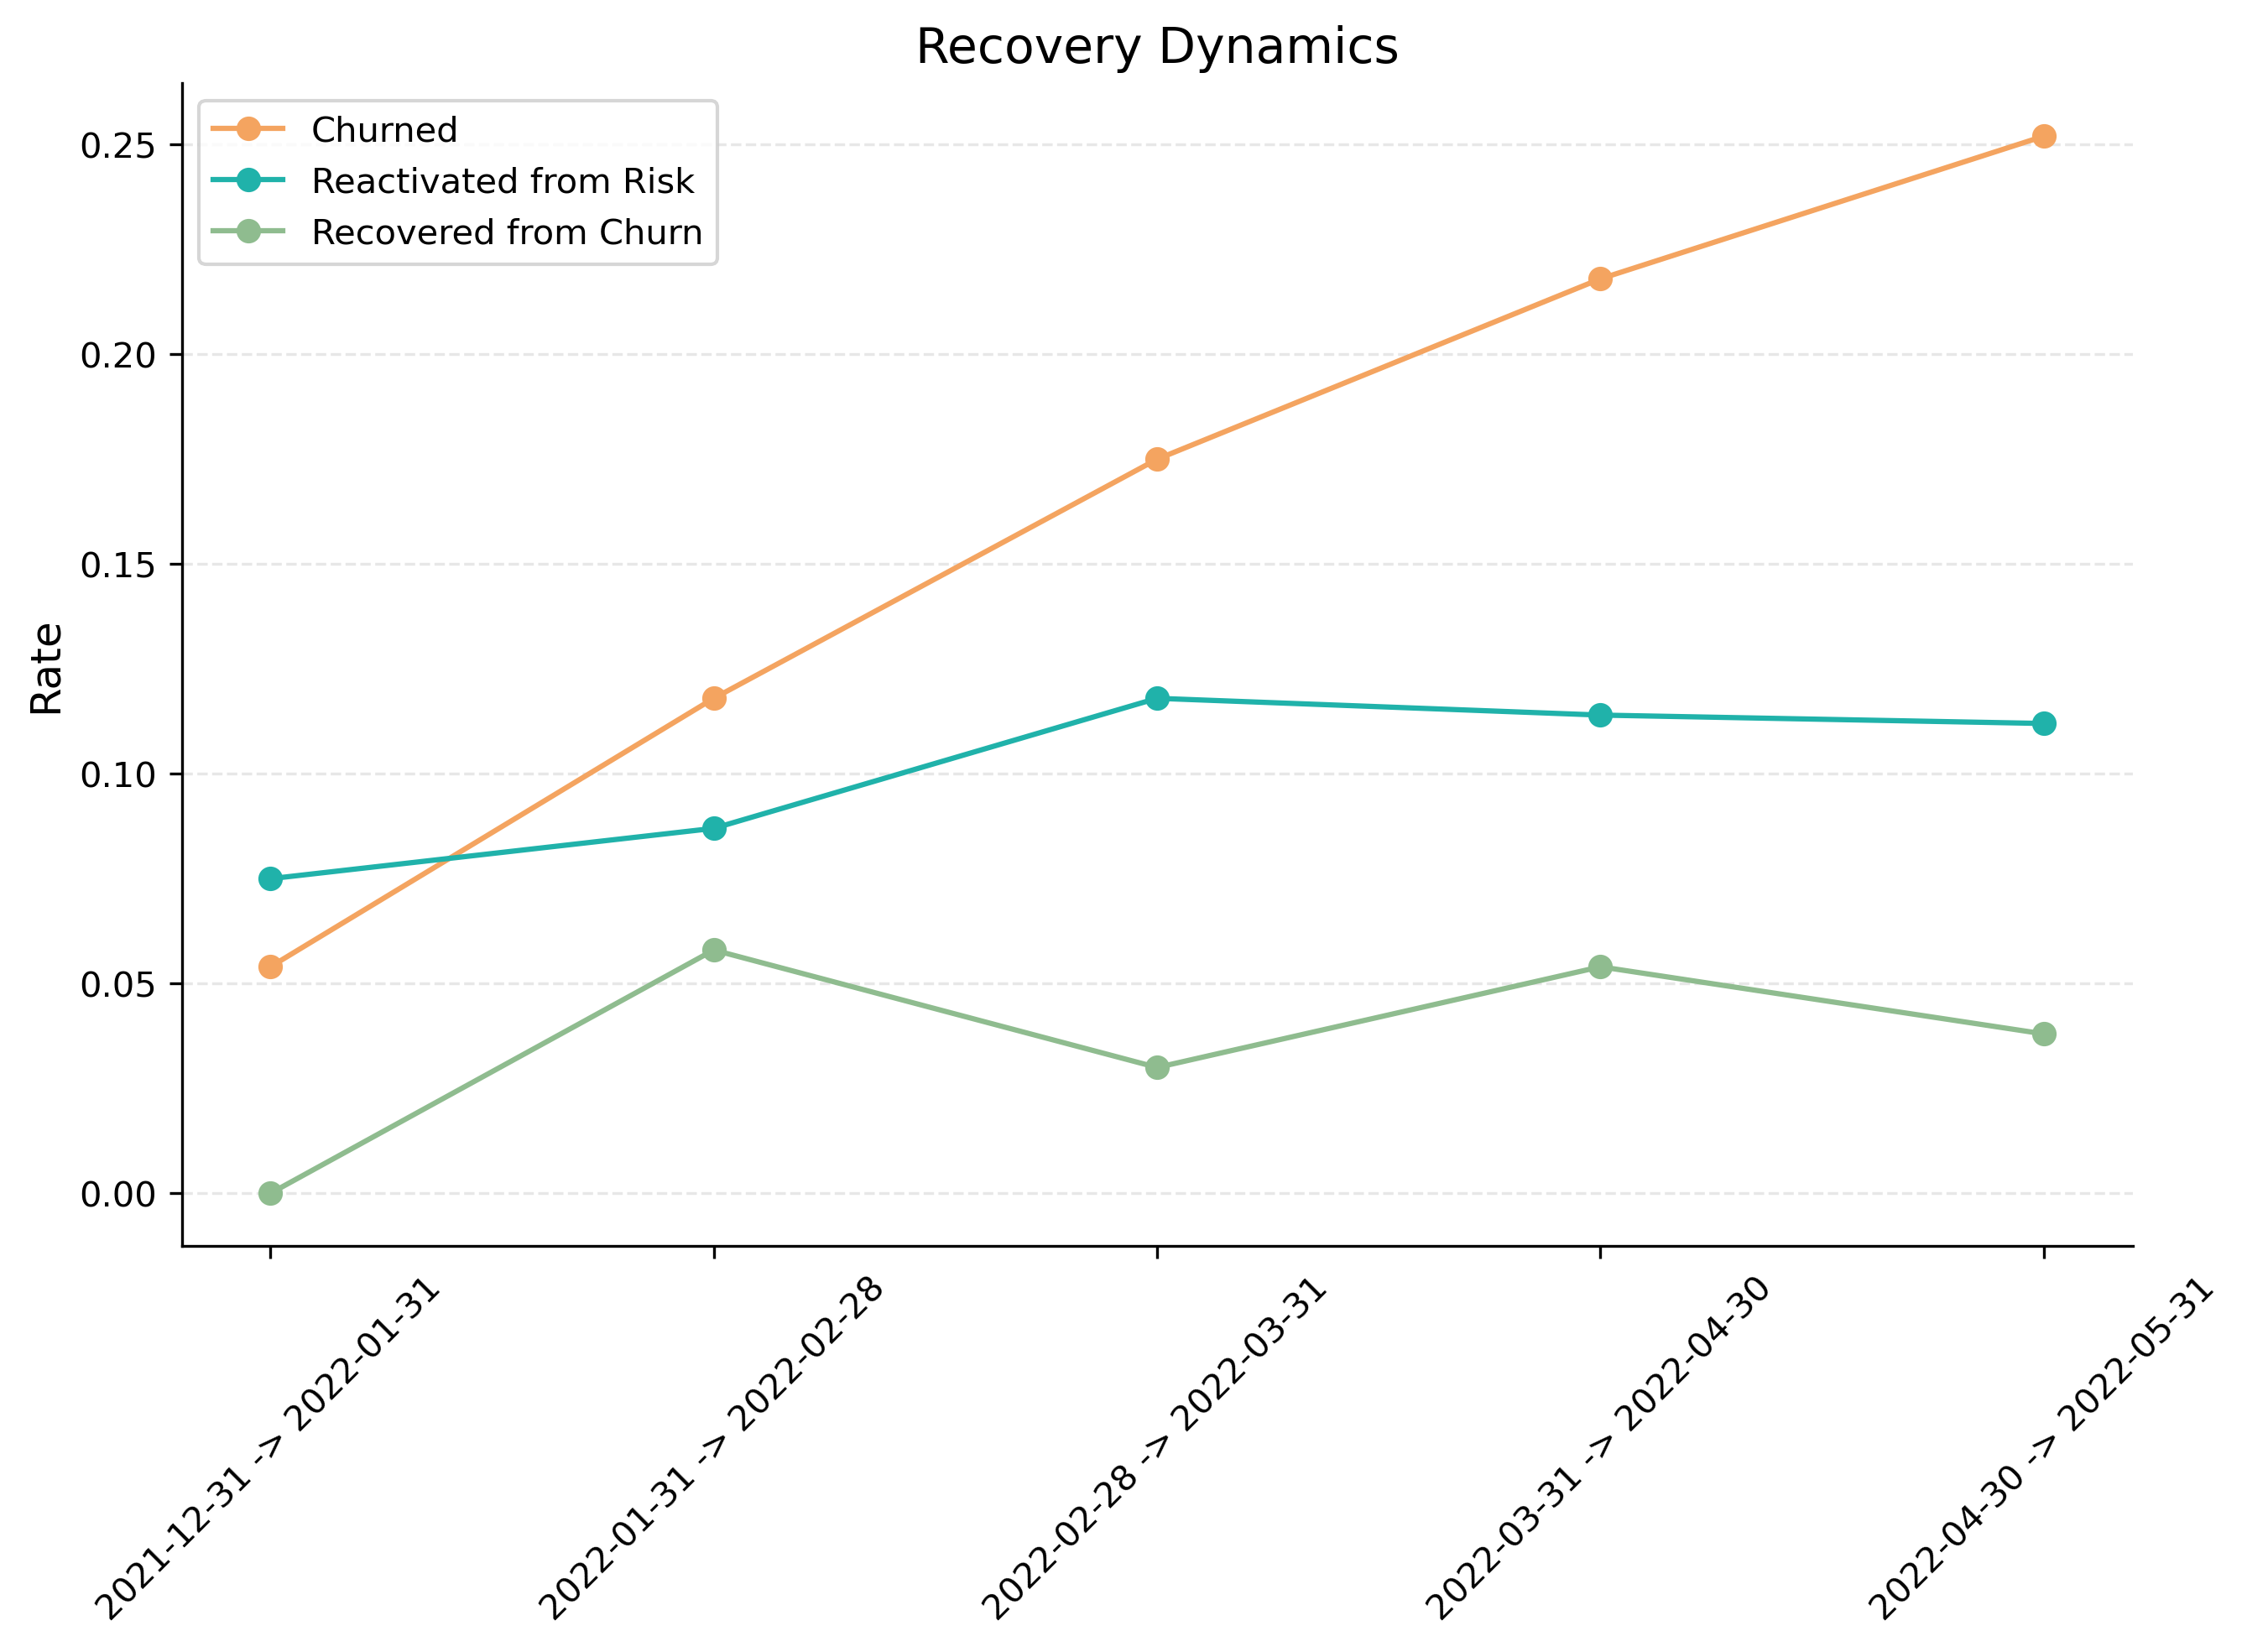 Recovery Dynamics
Churned
Reactivated from Risk
Recovered from Churn
Rate
0.25
0.20
0.15
0.10
0.05
0.00
2021-12-31 -> 2022-01-31
2022-01-31 -> 2022-02-28
2022-02-28 -> 2022-03-31
2022-03-31 -> 2022-04-30
2022-04-30 -> 2022-05-31